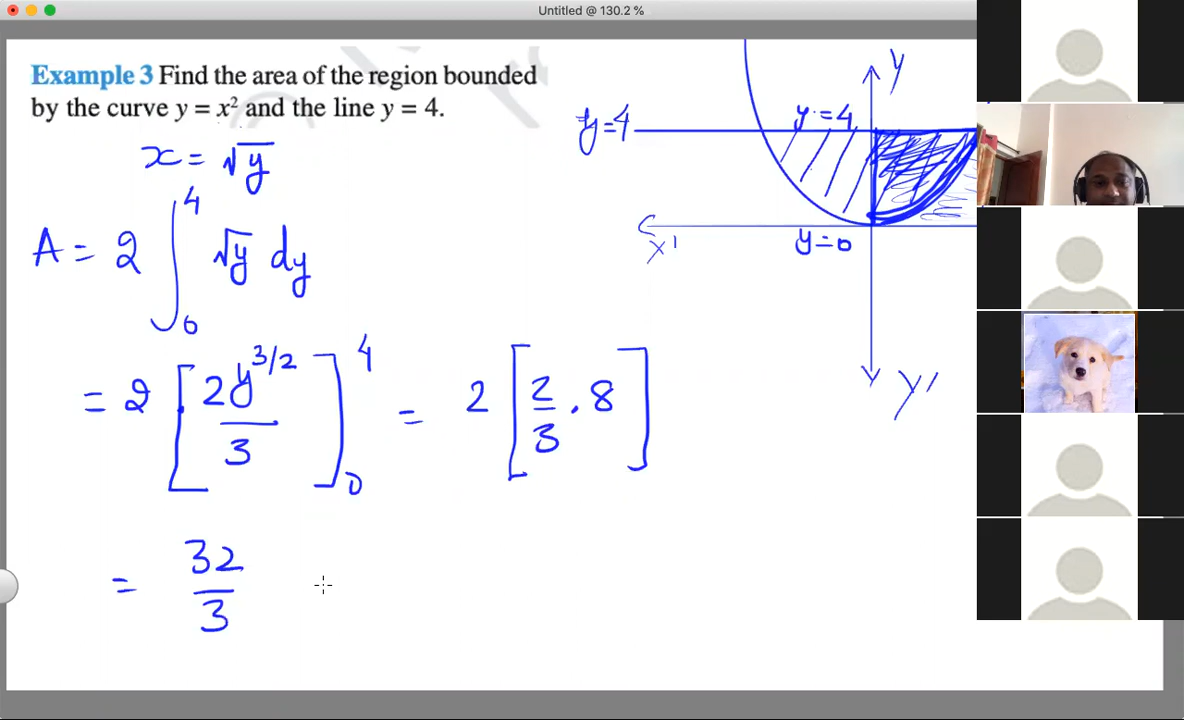 Untitled @ 130.2 %
Example 3 Find the area of the region bounded
by the curve y = x² and the line y = 4.
x = √y
A = 2 ∫₀⁴ √y dy
= 2 [2y^3/2 / 3]₀⁴ = 2 [2/3 . 8]
= 32/3
y
y=4
y=4
x'
y=0
y'